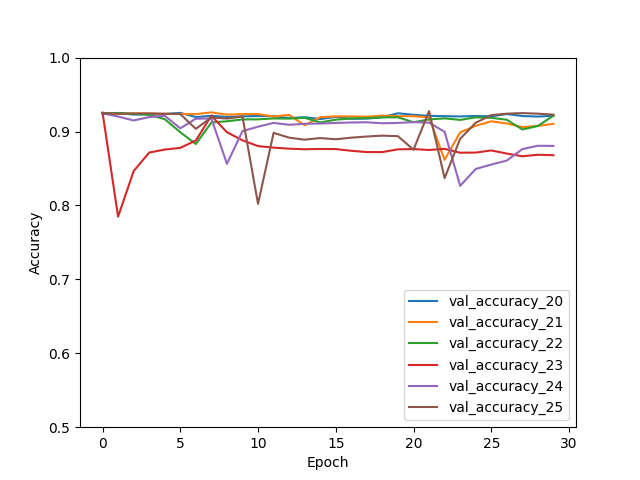 1.0
0.9
0.8
0.7
0.6
0.5
Accuracy
0 5 10 15 20 25 30
Epoch
val_accuracy_20
val_accuracy_21
val_accuracy_22
val_accuracy_23
val_accuracy_24
val_accuracy_25